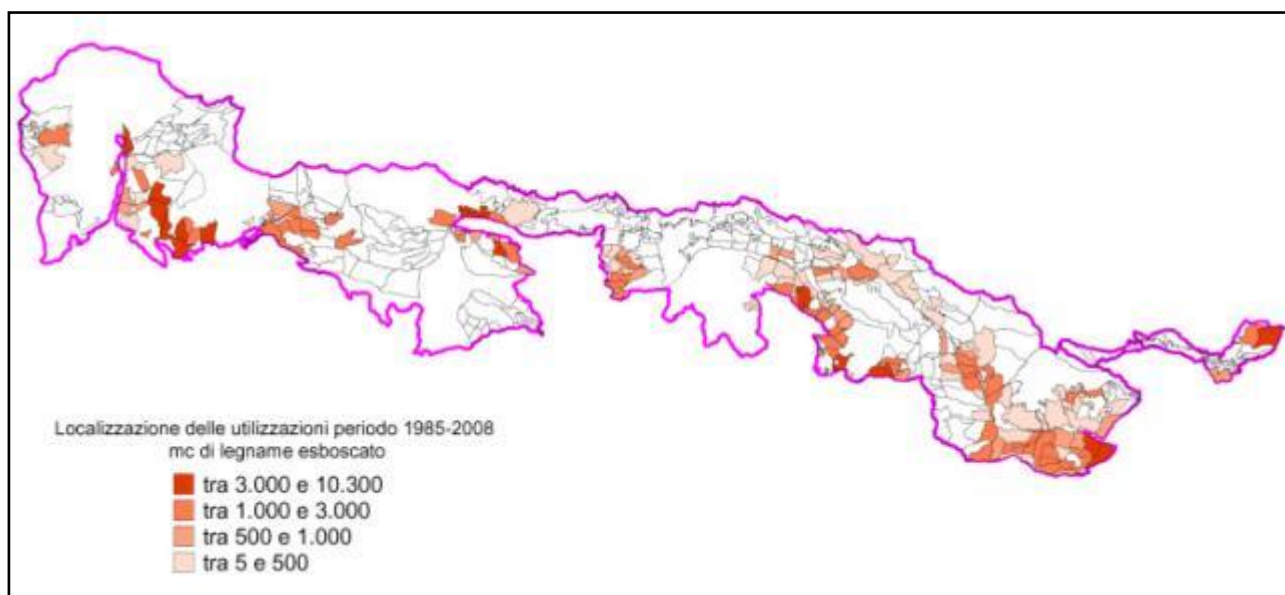 Localizzazione delle utilizzazioni periodo 1985-2008
mc di legname esboscato
tra 3.000 e 10.300
tra 1.000 e 3.000
tra 500 e 1.000
tra 5 e 500